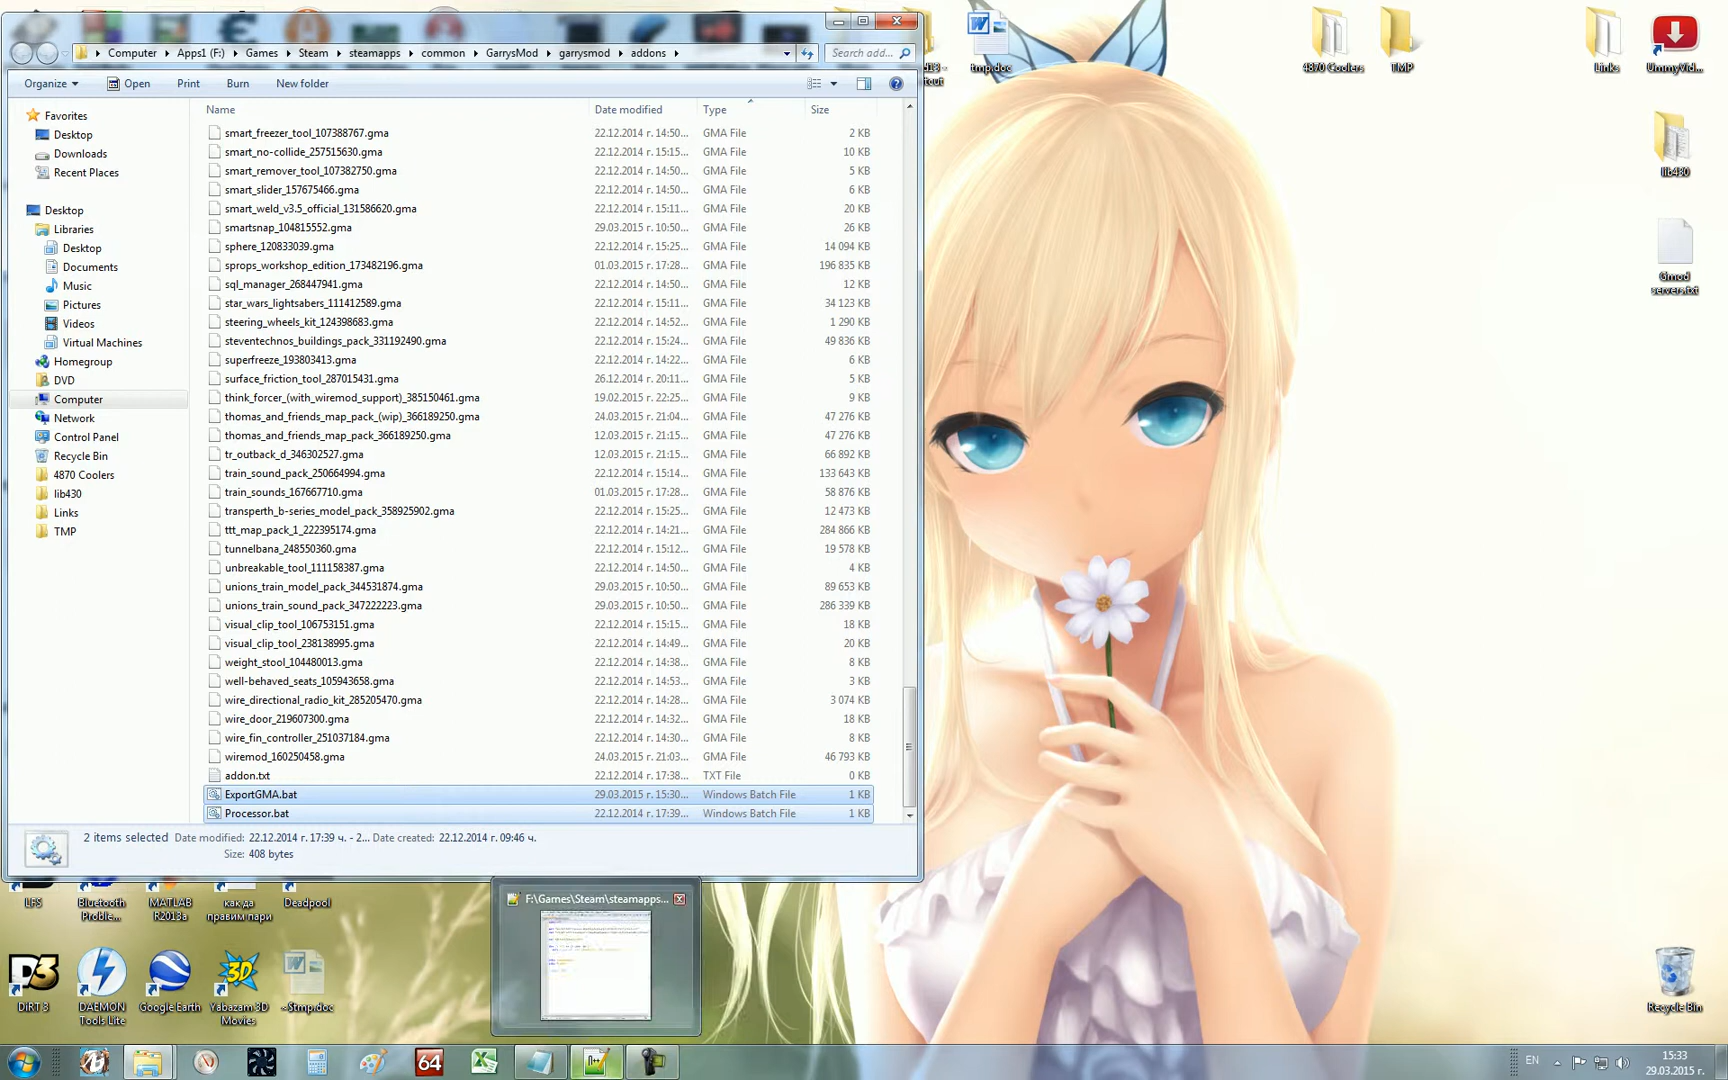 Computer ▸ Apps1 (F:) ▸ Games ▸ Steam ▸ steamapps ▸ common ▸ GarrysMod ▸ garrysmod ▸ addons ▸
Search add...
Organize Open Print Burn New folder
Favorites
Desktop
Downloads
Recent Places
Desktop
Libraries
Desktop
Documents
Music
Pictures
Videos
Virtual Machines
Homegroup
DVD
Computer
Network
Control Panel
Recycle Bin
4870 Coolers
lib430
Links
TMP
Name Date modified Type Size
smart_freezer_tool_107388767.gma 22.12.2014 г. 14:50... GMA File 2 KB
smart_no-collide_257515630.gma 22.12.2014 г. 15:15... GMA File 10 KB
smart_remover_tool_107382750.gma 22.12.2014 г. 14:50... GMA File 5 KB
smart_slider_157675466.gma 22.12.2014 г. 14:50... GMA File 6 KB
smart_weld_v3.5_official_131586620.gma 22.12.2014 г. 15:11... GMA File 20 KB
smartsnap_104815552.gma 29.03.2015 г. 10:50... GMA File 26 KB
sphere_120833039.gma 22.12.2014 г. 15:25... GMA File 14 094 KB
sprops_workshop_edition_173482196.gma 01.03.2015 г. 17:28... GMA File 196 835 KB
sql_manager_268447941.gma 22.12.2014 г. 14:50... GMA File 12 KB
star_wars_lightsabers_111412589.gma 22.12.2014 г. 15:11... GMA File 34 123 KB
steering_wheels_kit_124398683.gma 22.12.2014 г. 14:52... GMA File 1 290 KB
steventechnos_buildings_pack_331192490.gma 22.12.2014 г. 15:24... GMA File 49 836 KB
superfreeze_193803413.gma 22.12.2014 г. 14:22... GMA File 6 KB
surface_friction_tool_287015431.gma 26.12.2014 г. 20:11... GMA File 5 KB
think_forcer_(with_wiremod_support)_385150461.gma 19.02.2015 г. 22:25... GMA File 9 KB
thomas_and_friends_map_pack_(wip)_366189250.gma 24.03.2015 г. 21:04... GMA File 47 276 KB
thomas_and_friends_map_pack_366189250.gma 12.03.2015 г. 21:15... GMA File 47 276 KB
tr_outback_d_346302527.gma 12.03.2015 г. 21:15... GMA File 66 892 KB
train_sound_pack_250664994.gma 22.12.2014 г. 15:14... GMA File 133 643 KB
train_sounds_167667710.gma 01.03.2015 г. 17:28... GMA File 58 876 KB
transperth_b-series_model_pack_358925902.gma 22.12.2014 г. 15:25... GMA File 12 473 KB
ttt_map_pack_1_222395174.gma 22.12.2014 г. 14:21... GMA File 284 866 KB
tunnelbana_248550360.gma 22.12.2014 г. 15:12... GMA File 19 578 KB
unbreakable_tool_111158387.gma 22.12.2014 г. 14:50... GMA File 4 KB
unions_train_model_pack_344531874.gma 29.03.2015 г. 10:50... GMA File 89 653 KB
unions_train_sound_pack_347222223.gma 29.03.2015 г. 10:50... GMA File 286 339 KB
visual_clip_tool_106753151.gma 22.12.2014 г. 15:15... GMA File 18 KB
visual_clip_tool_238138995.gma 22.12.2014 г. 14:49... GMA File 20 KB
weight_stool_104480013.gma 22.12.2014 г. 14:38... GMA File 8 KB
well-behaved_seats_105943658.gma 22.12.2014 г. 14:53... GMA File 3 KB
wire_directional_radio_kit_285205470.gma 22.12.2014 г. 14:28... GMA File 3 074 KB
wire_door_219607300.gma 22.12.2014 г. 14:32... GMA File 18 KB
wire_fin_controller_251037184.gma 22.12.2014 г. 14:30... GMA File 8 KB
wiremod_160250458.gma 24.03.2015 г. 21:03... GMA File 46 793 KB
addon.txt 22.12.2014 г. 17:38... TXT File 0 KB
ExportGMA.bat 29.03.2015 г. 15:30... Windows Batch File 1 KB
Processor.bat 22.12.2014 г. 17:39... Windows Batch File 1 KB
2 items selected Date modified: 22.12.2014 г. 17:39 ч. - 2... Date created: 22.12.2014 г. 09:46 ч.
Size: 408 bytes
tmp.doc
4870 Coolers
TMP
Links
UmmyVid...
lib430
Gmod
servers.txt
LFS
Bluetooth
Proble...
MATLAB
R2013a
как да
правим пари
Deadpool
F:\Games\Steam\steamapps...
DiRT 3
DAEMON
Tools Lite
Google Earth
Yabazam 3D
Movies
~$tmp.doc
Recycle Bin
64
EN
15:33
29.03.2015 г.